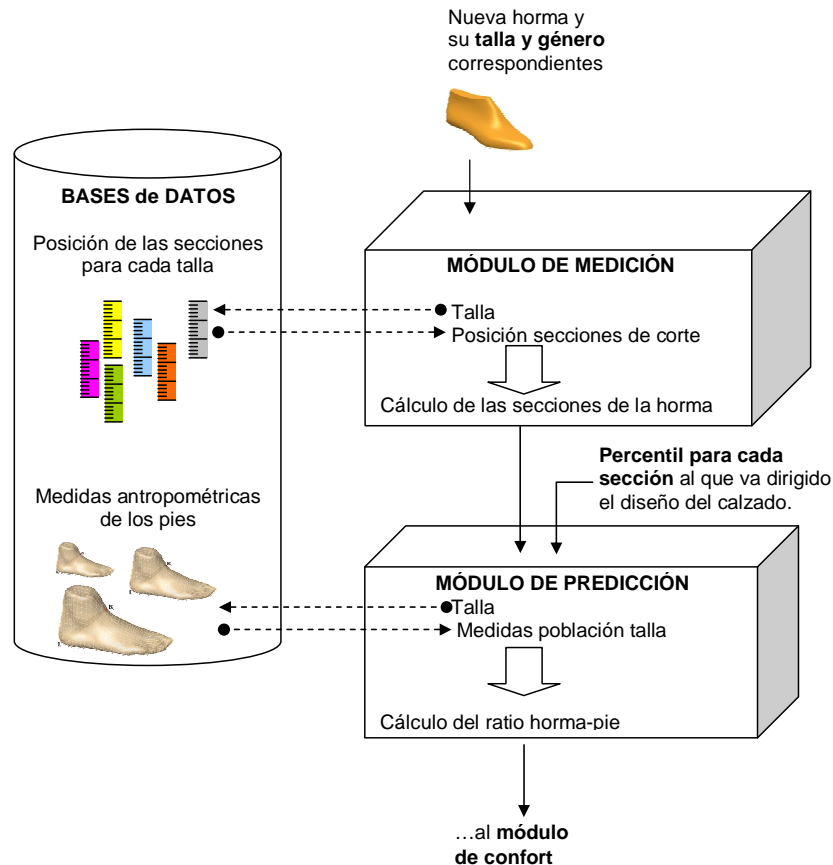 Nueva horma y
su talla y género
correspondientes
BASES de DATOS
Posición de las secciones
para cada talla
MÓDULO DE MEDICIÓN
Talla
Posición secciones de corte
Cálculo de las secciones de la horma
Percentil para cada
sección al que va dirigido
el diseño del calzado.
Medidas antropométricas
de los pies
MÓDULO DE PREDICCIÓN
Talla
Medidas población talla
Cálculo del ratio horma-pie
…al módulo
de confort